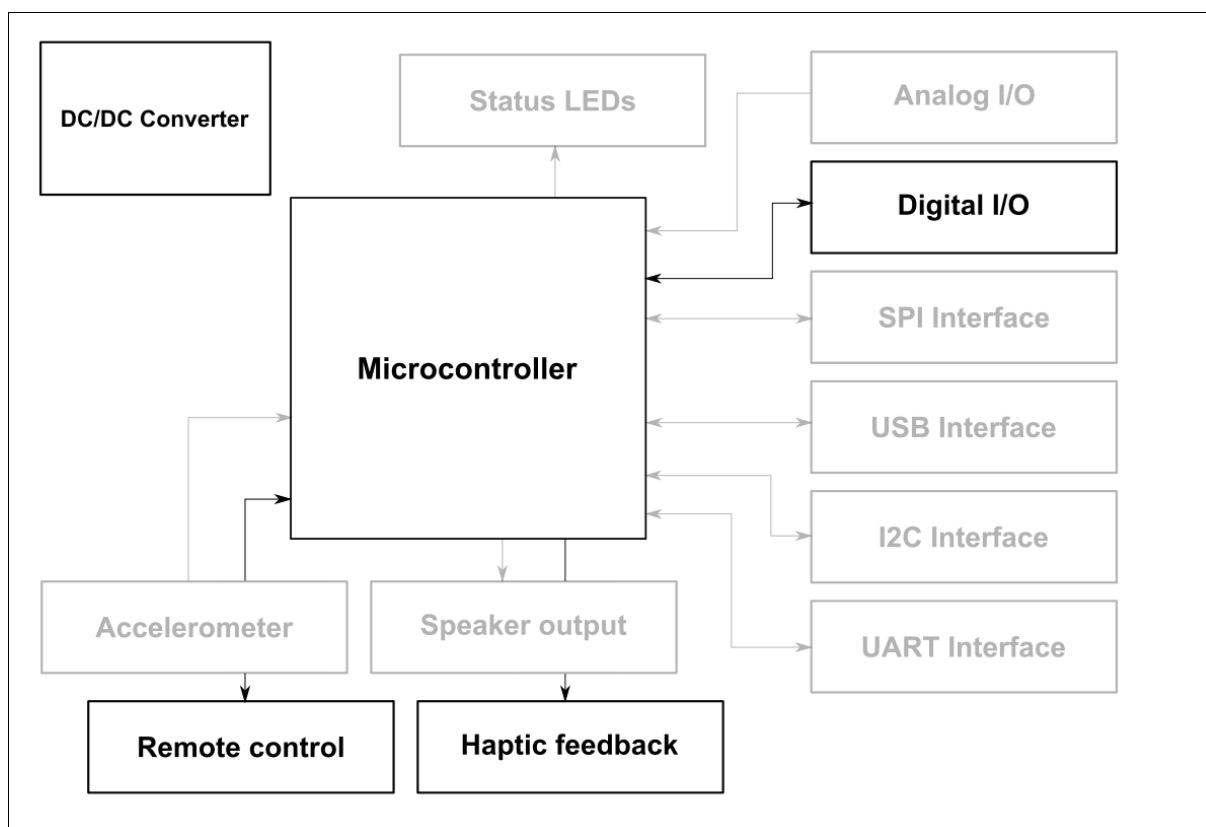 DC/DC Converter
Status LEDs
Analog I/O
Digital I/O
SPI Interface
Microcontroller
USB Interface
I2C Interface
Accelerometer
Speaker output
UART Interface
Remote control
Haptic feedback